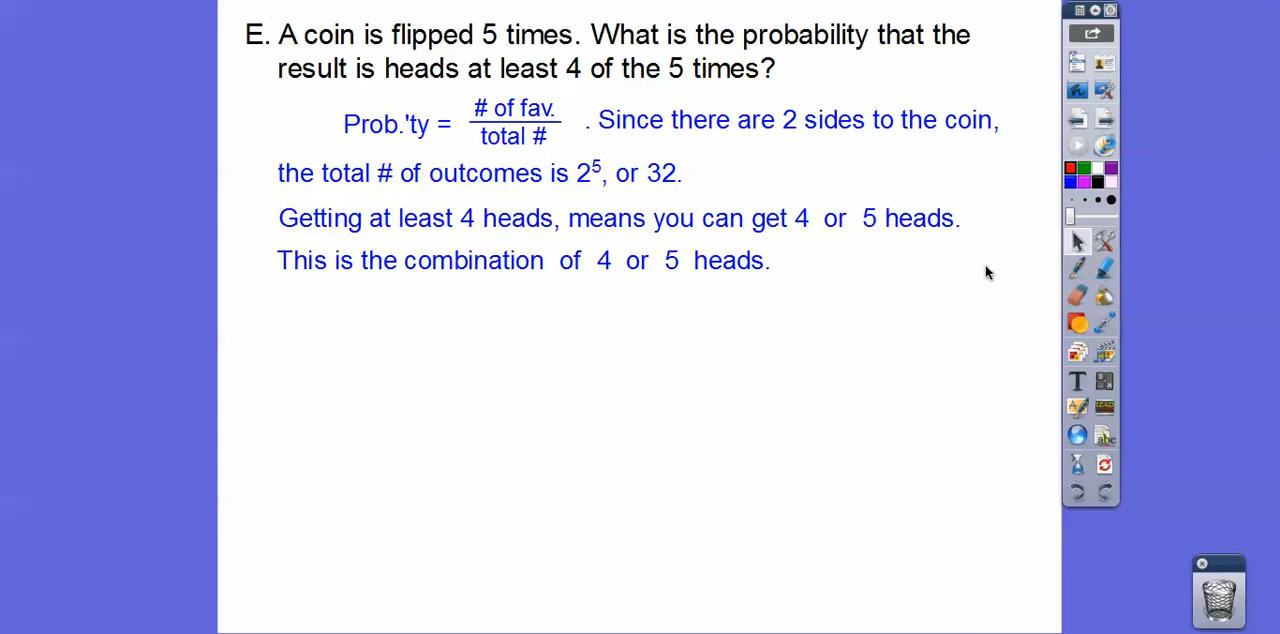 E. A coin is flipped 5 times. What is the probability that the
result is heads at least 4 of the 5 times?
Prob.'ty = # of fav. / total # . Since there are 2 sides to the coin,
the total # of outcomes is 2⁵, or 32.
Getting at least 4 heads, means you can get 4 or 5 heads.
This is the combination of 4 or 5 heads.